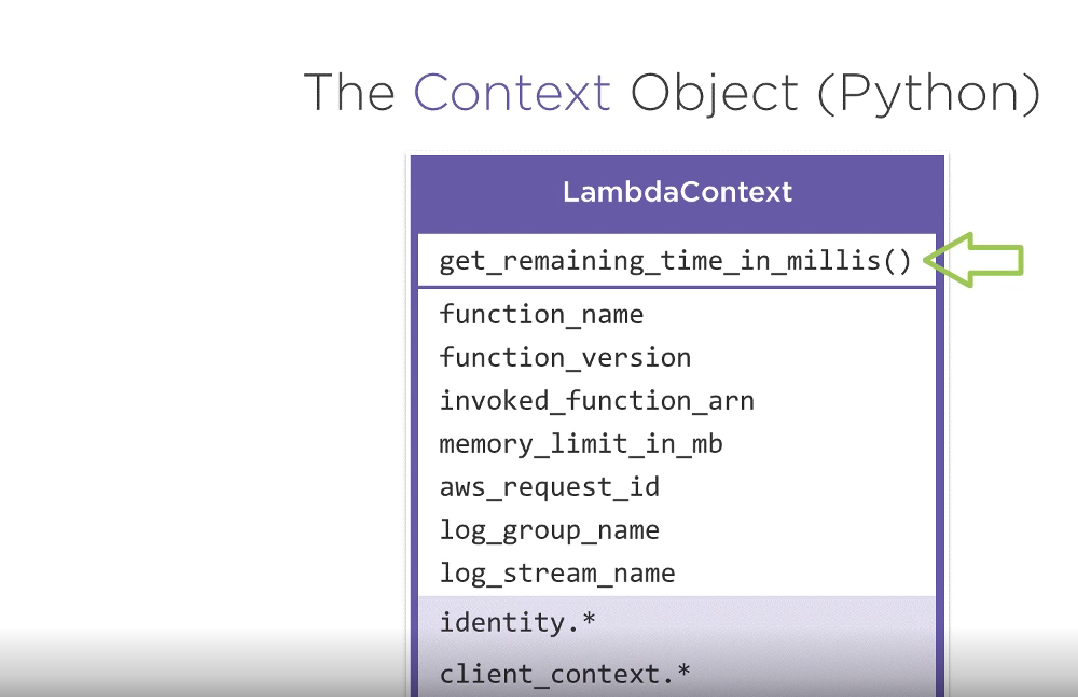 The Context Object (Python)
LambdaContext
get_remaining_time_in_millis()
function_name
function_version
invoked_function_arn
memory_limit_in_mb
aws_request_id
log_group_name
log_stream_name
identity.*
client_context.*